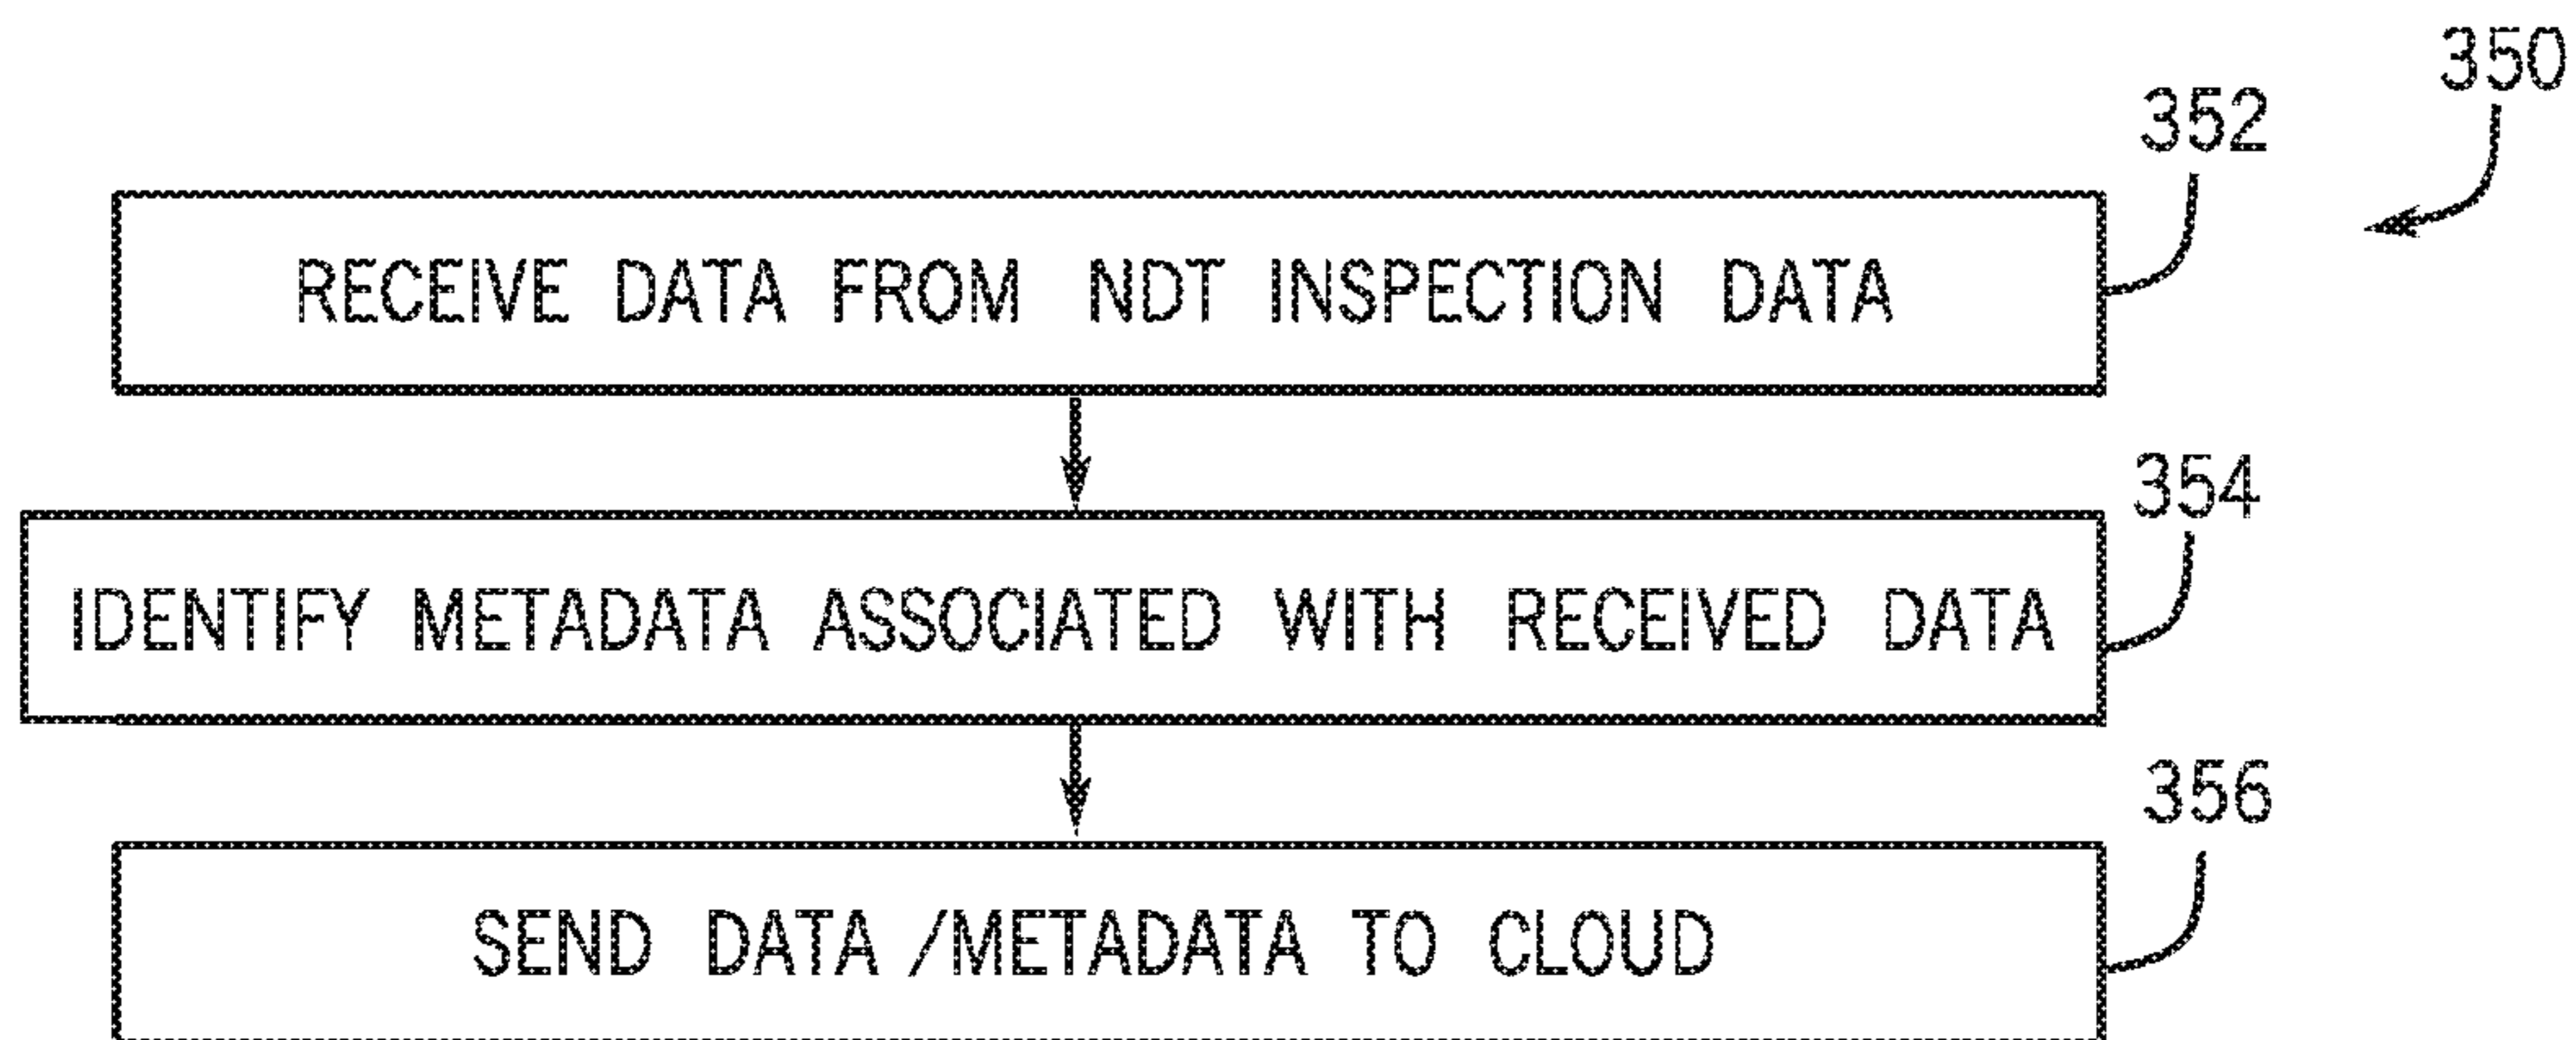 350
352
RECEIVE DATA FROM NDT INSPECTION DATA
354
IDENTIFY METADATA ASSOCIATED WITH RECEIVED DATA
356
SEND DATA /METADATA TO CLOUD